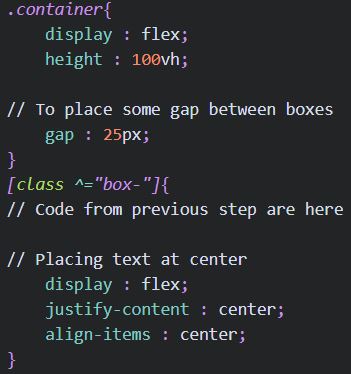 .container{
    display : flex;
    height : 100vh;

// To place some gap between boxes
    gap : 25px;
}
[class ^="box-"]{
// Code from previous step are here

// Placing text at center
    display : flex;
    justify-content : center;
    align-items : center;
}